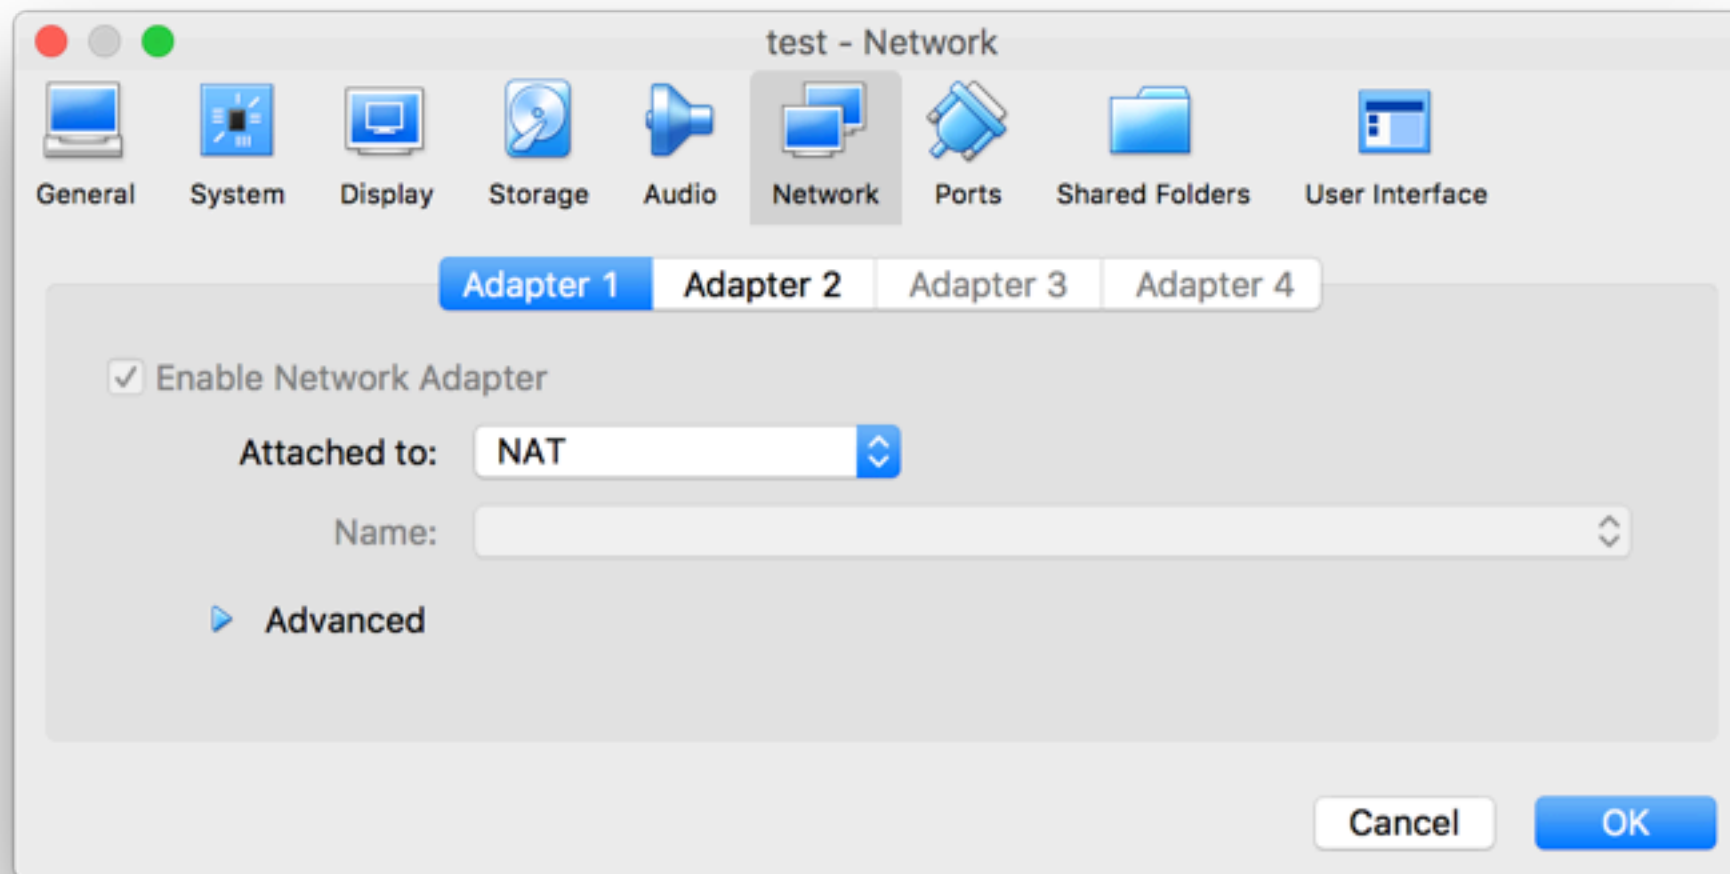 test - Network
General System Display Storage Audio Network Ports Shared Folders User Interface
Adapter 1 Adapter 2 Adapter 3 Adapter 4
Enable Network Adapter
Attached to: NAT
Name:
Advanced
Cancel OK